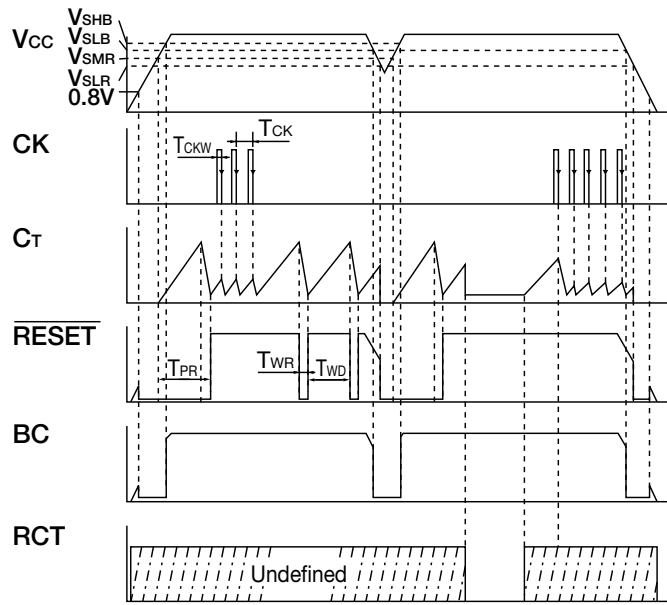 VSHB
VCC
VSLB
VSMR
VSLR
0.8V
CK
TCKW
TCK
CT
RESET
TPR
TWR
TWD
BC
RCT
Undefined